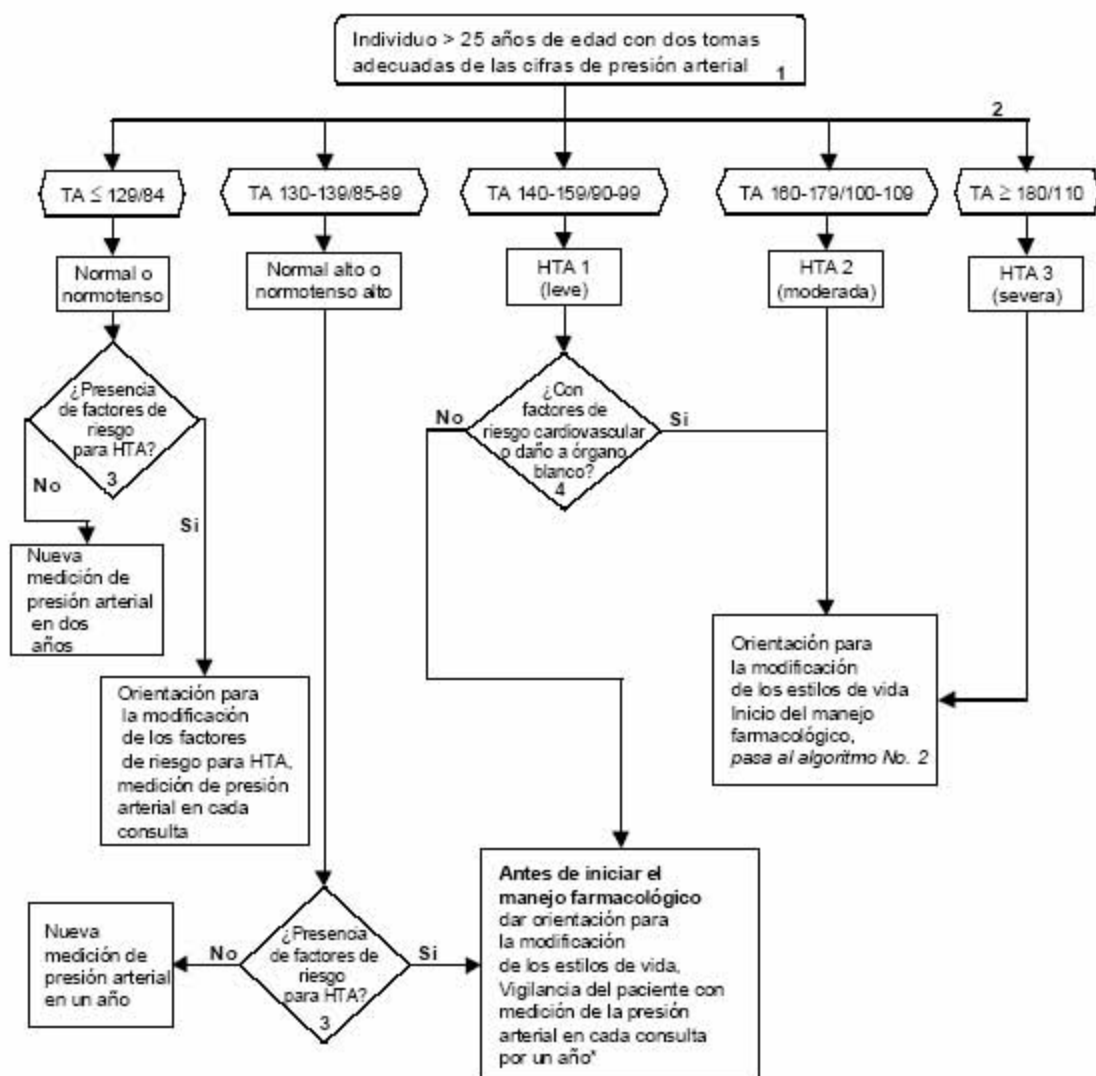 Individuo > 25 años de edad con dos tomas
adecuadas de las cifras de presión arterial
1
2
TA ≤ 129/84
TA 130-139/85-89
TA 140-159/90-99
TA 160-179/100-109
TA ≥ 180/110
Normal o
normotenso
Normal alto o
normotenso alto
HTA 1
(leve)
HTA 2
(moderada)
HTA 3
(severa)
¿Presencia
de factores de
riesgo
para HTA?
3
No
Si
¿Con
factores de
riesgo cardiovascular
o daño a órgano
blanco?
4
No
Si
Nueva
medición de
presión arterial
en dos
años
Orientación para
la modificación
de los factores
de riesgo para HTA,
medición de presión
arterial en cada
consulta
Orientación para
la modificación
de los estilos de vida
Inicio del manejo
farmacológico,
pasa al algoritmo No. 2
Nueva
medición de
presión arterial
en un año
No
¿Presencia
de factores de
riesgo
para HTA?
3
Si
Antes de iniciar el
manejo farmacológico
dar orientación para
la modificación
de los estilos de vida,
Vigilancia del paciente con
medición de la presión
arterial en cada consulta
por un año*